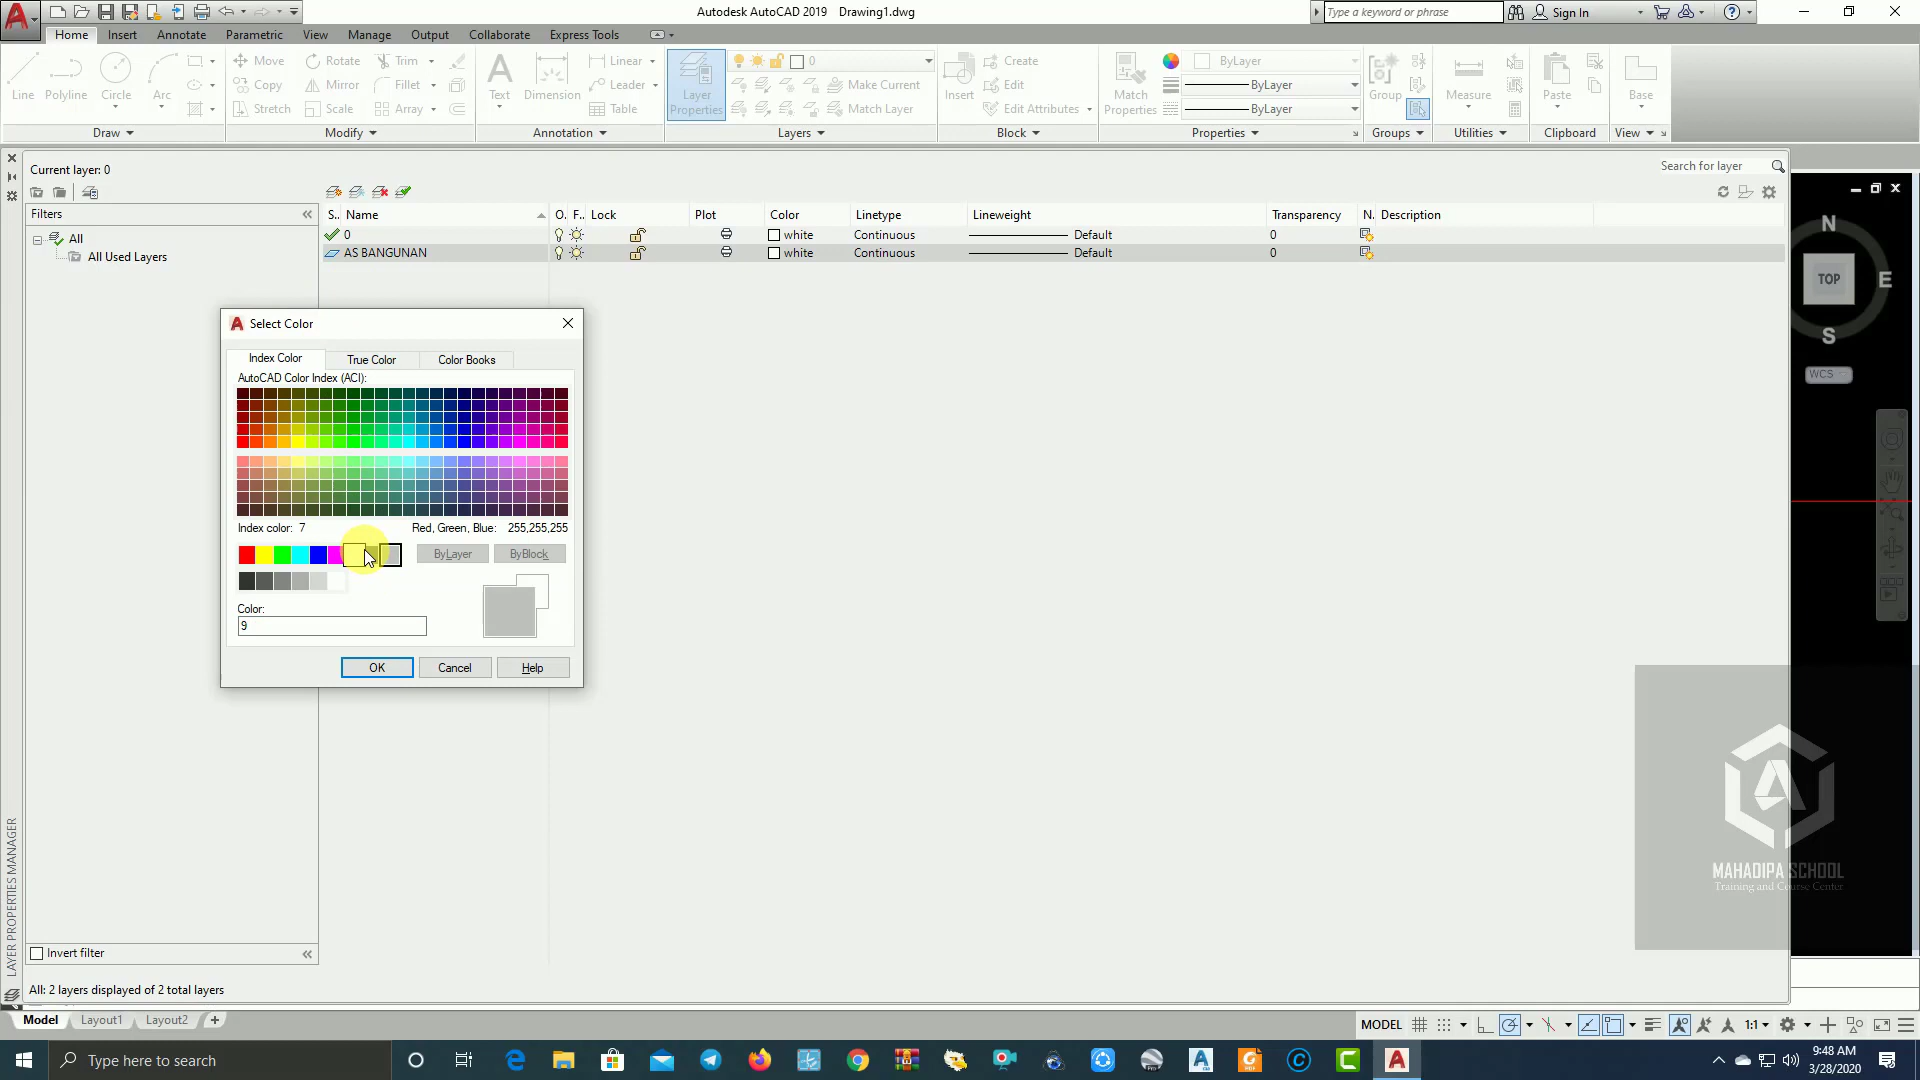 Autodesk AutoCAD 2019 Drawing1.dwg
Type a keyword or phrase
Sign In
Home Insert Annotate Parametric View Manage Output Collaborate Express Tools
Line Polyline Circle Arc
Move Rotate Trim
Copy Mirror Fillet
Stretch Scale Array
Text Dimension
Linear
Leader
Table
Layer Properties
0
Make Current
Match Layer
Insert
Create
Edit
Edit Attributes
Match Properties
ByLayer
ByLayer
ByLayer
Group
Measure
Paste
Base
Draw Modify Annotation Layers Block Properties Groups Utilities Clipboard View
Current layer: 0
Search for layer
Filters
All
All Used Layers
S.. Name O. F.. Lock Plot Color Linetype Lineweight Transparency N. Description
0 white Continuous Default 0
AS BANGUNAN white Continuous Default 0
Select Color
Index Color True Color Color Books
AutoCAD Color Index (ACI):
Index color: 7 Red, Green, Blue: 255,255,255
ByLayer ByBlock
Color:
9
OK Cancel Help
N
TOP
E
S
WCS
MAHADIPA SCHOOL
Training and Course Center
LAYER PROPERTIES MANAGER
Invert filter
All: 2 layers displayed of 2 total layers
Model Layout1 Layout2
MODEL 1:1
Type here to search
9:48 AM
3/28/2020